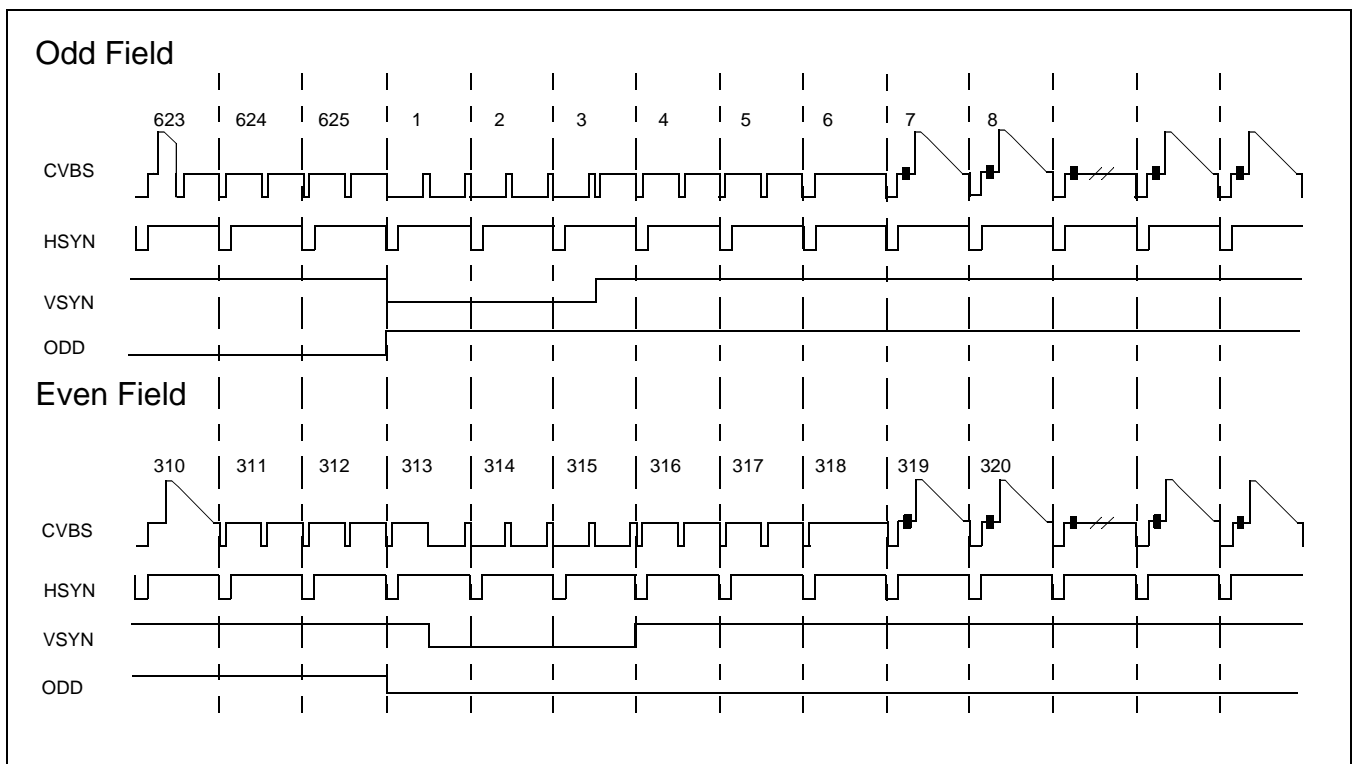 Odd Field
623 624 625 1 2 3 4 5 6 7 8
CVBS
HSYN
VSYN
ODD
Even Field
310 311 312 313 314 315 316 317 318 319 320
CVBS
HSYN
VSYN
ODD